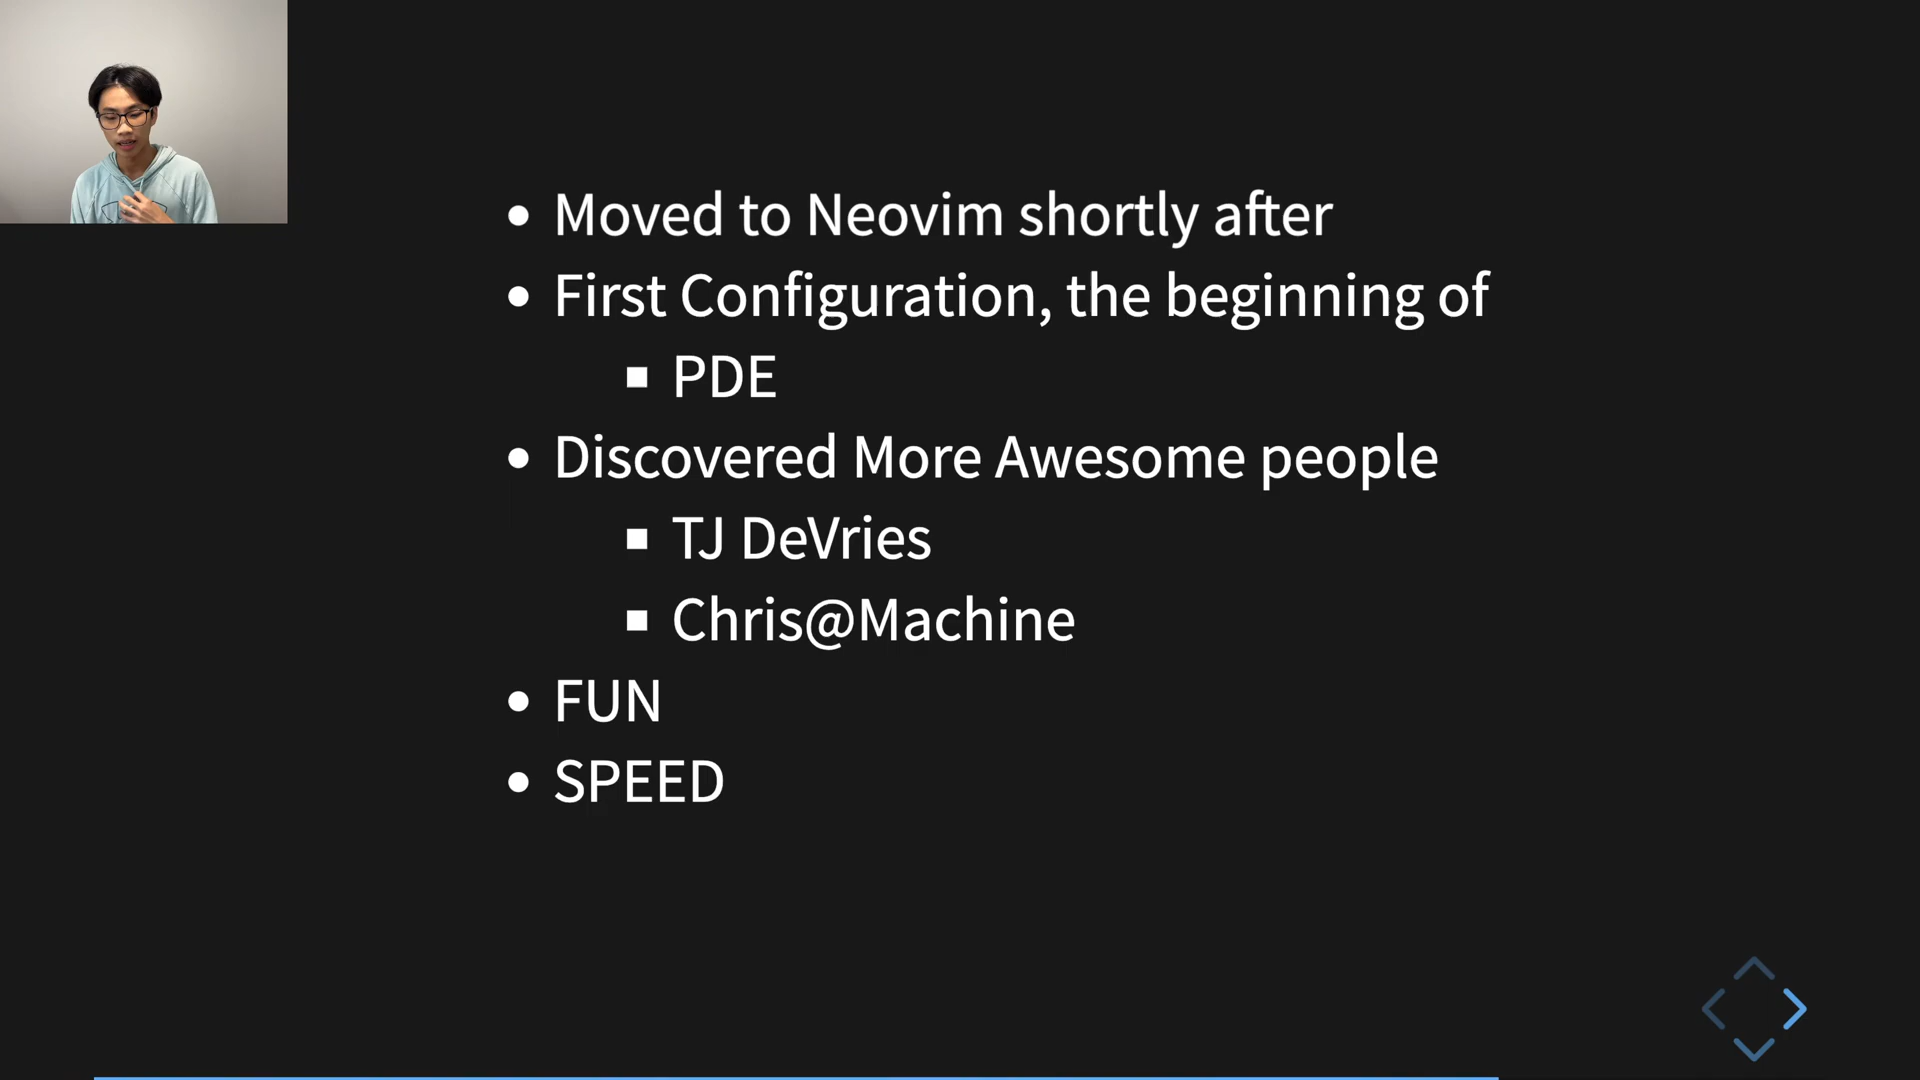 Moved to Neovim shortly after
First Configuration, the beginning of
PDE
Discovered More Awesome people
TJ DeVries
Chris@Machine
FUN
SPEED